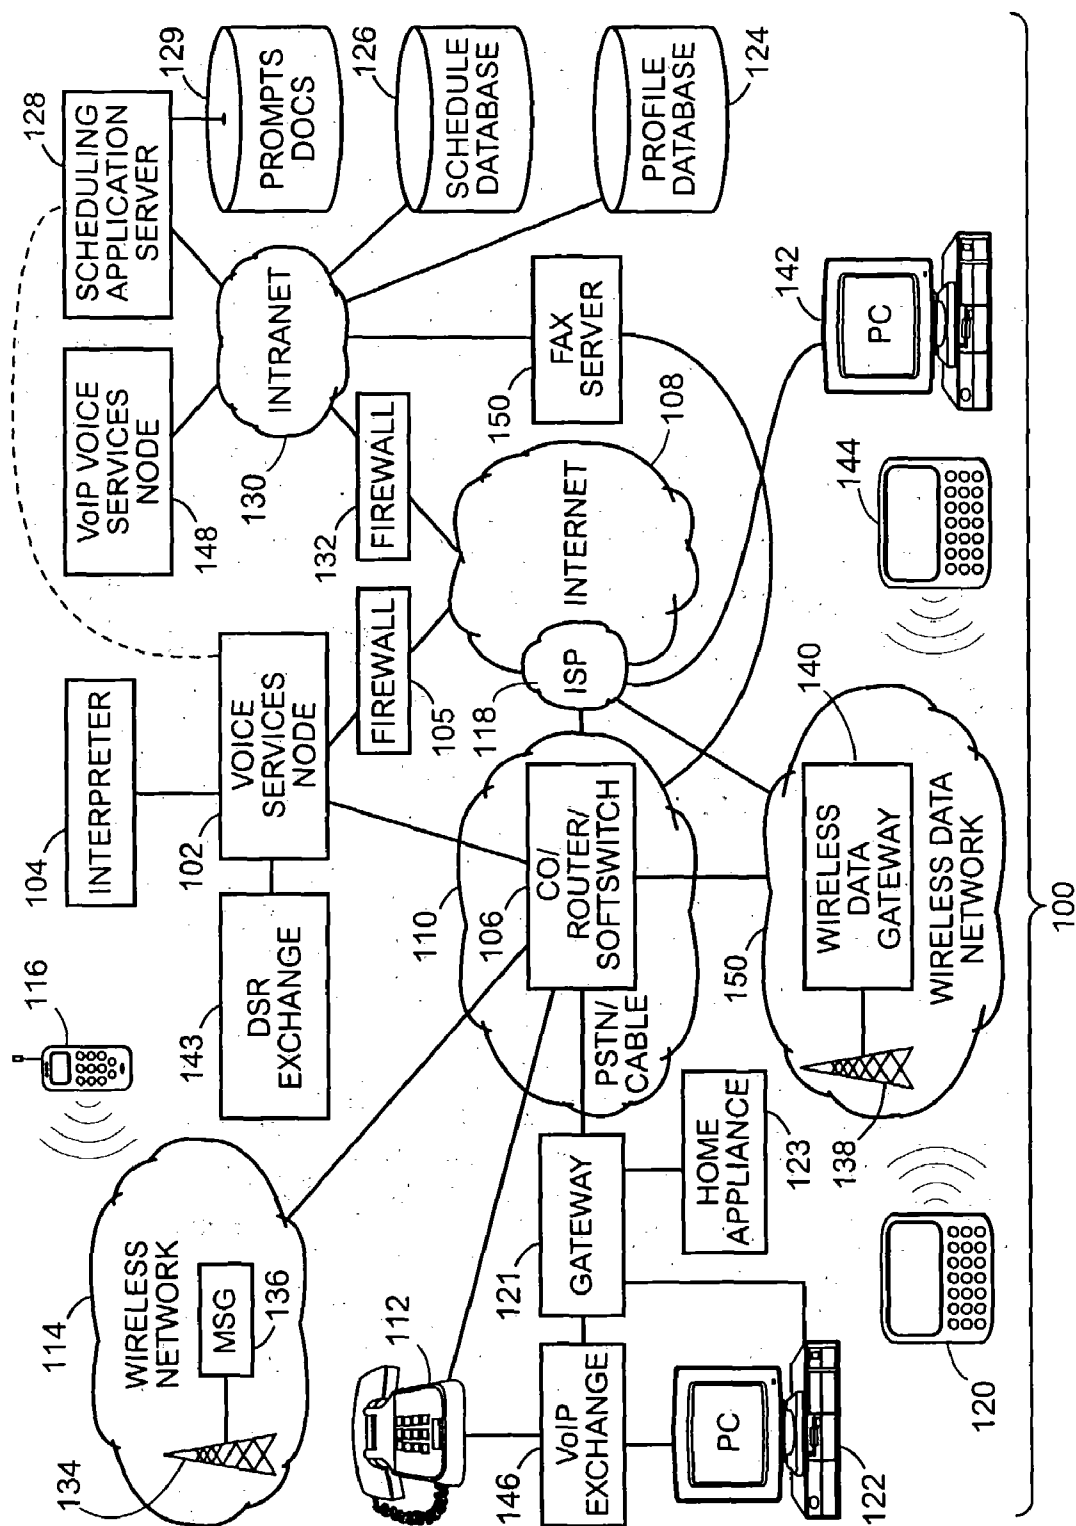 116
114
WIRELESS
NETWORK
MSG
136
134
104
INTERPRETER
143
DSR
EXCHANGE
102
VOICE
SERVICES
NODE
VoIP VOICE
SERVICES
NODE
148
128
SCHEDULING
APPLICATION
SERVER
129
PROMPTS
DOCS
126
SCHEDULE
DATABASE
PROFILE
DATABASE
124
INTRANET
130
132
FIREWALL
FIREWALL
105
150
FAX
SERVER
108
INTERNET
ISP
118
112
110
106
CO/
ROUTER/
SOFTSWITCH
PSTN/
CABLE
121
GATEWAY
146
VoIP
EXCHANGE
HOME
APPLIANCE
123
PC
122
120
138
150
140
WIRELESS
DATA
GATEWAY
WIRELESS DATA
NETWORK
144
142
PC
100